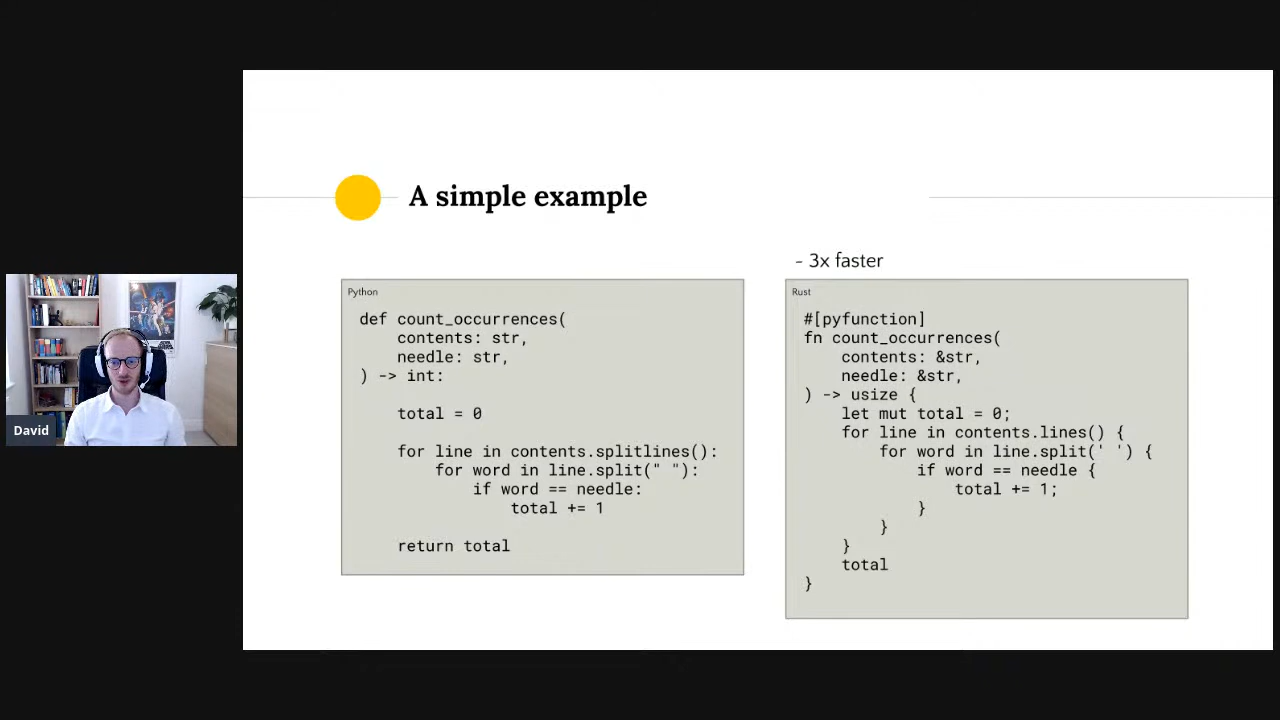 A simple example
- 3x faster
Python
def count_occurrences(
    contents: str,
    needle: str,
) -> int:
    total = 0
    for line in contents.splitlines():
        for word in line.split(" "):
            if word == needle:
                total += 1
    return total
Rust
#[pyfunction]
fn count_occurrences(
    contents: &str,
    needle: &str,
) -> usize {
    let mut total = 0;
    for line in contents.lines() {
        for word in line.split(' ') {
            if word == needle {
                total += 1;
            }
        }
    }
    total
}
David